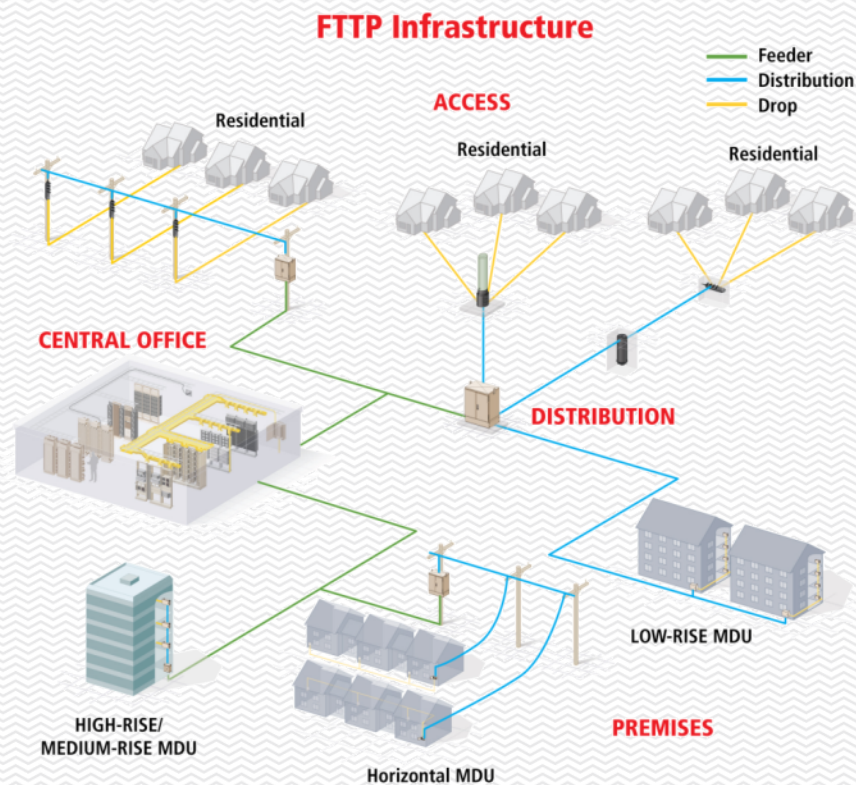 FTTP Infrastructure
Feeder
Distribution
Drop
ACCESS
Residential
Residential
Residential
CENTRAL OFFICE
DISTRIBUTION
LOW-RISE MDU
HIGH-RISE/
MEDIUM-RISE MDU
PREMISES
Horizontal MDU